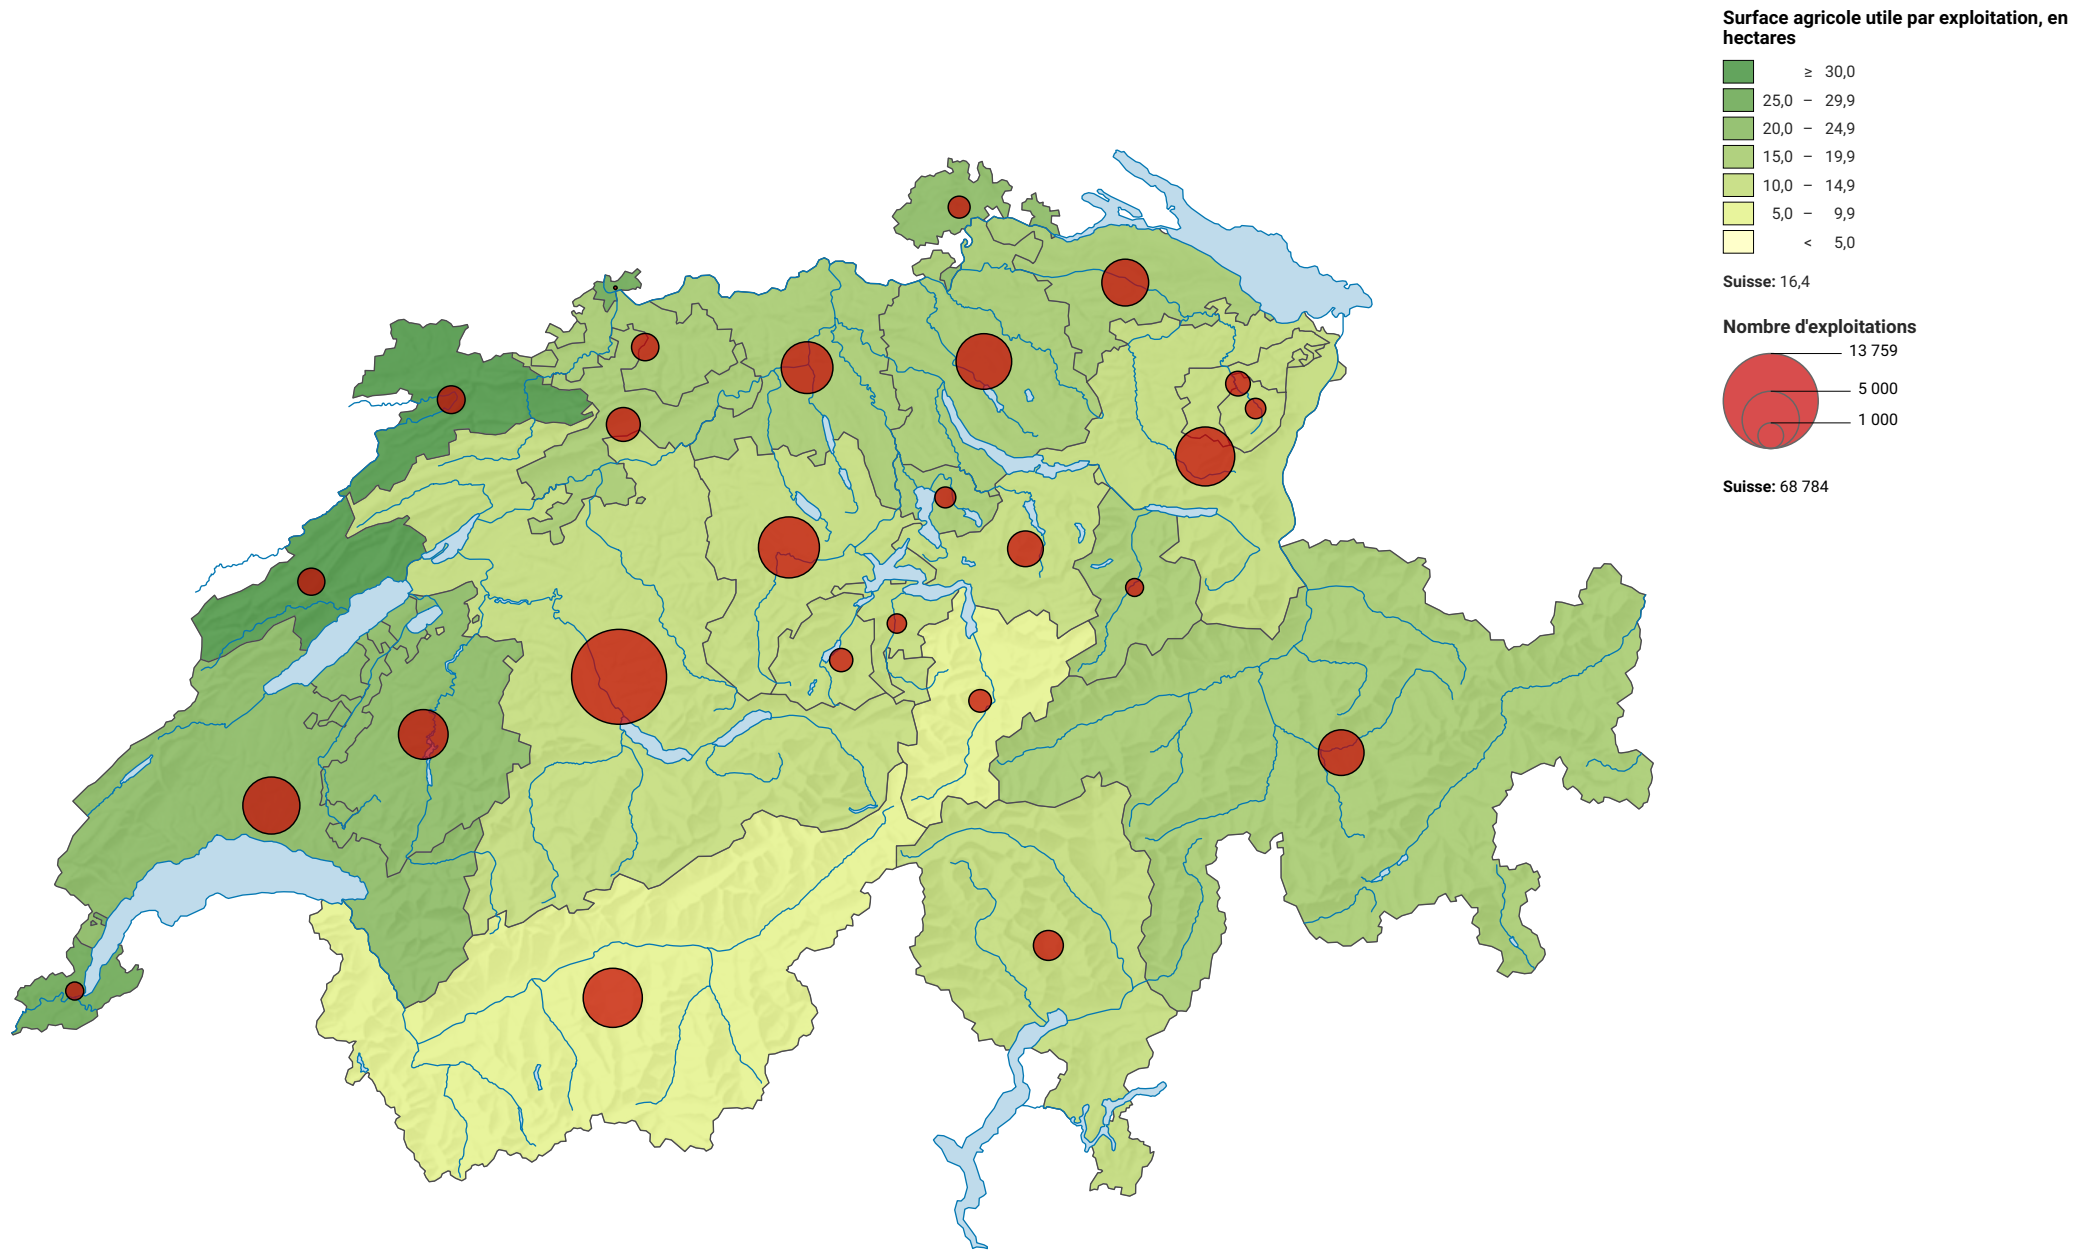 Surface agricole utile par exploitation, en
hectares
≥ 30,0
25,0 – 29,9
20,0 – 24,9
15,0 – 19,9
10,0 – 14,9
5,0 – 9,9
< 5,0
Suisse: 16,4
Nombre d'exploitations
13 759
5 000
1 000
Suisse: 68 784